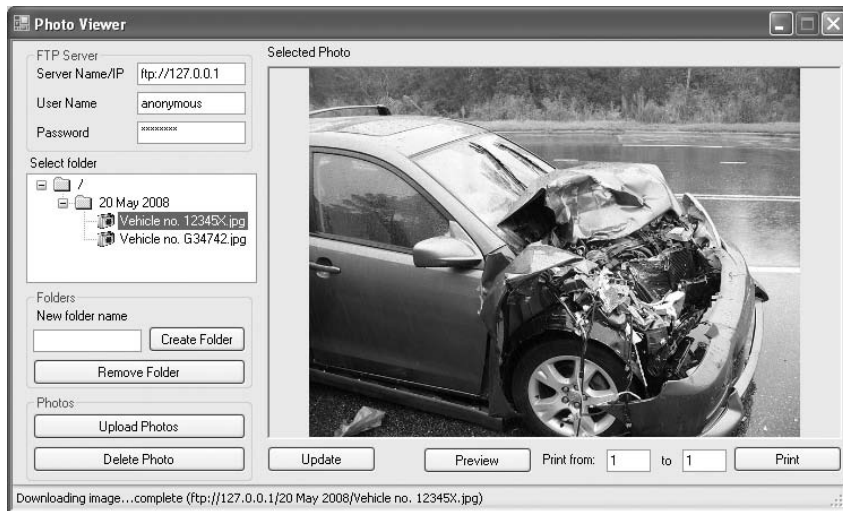 Photo Viewer
FTP Server
Server Name/IP
ftp://127.0.0.1
User Name
anonymous
Password
********
Select folder
/
20 May 2008
Vehicle no. 12345X.jpg
Vehicle no. G34742.jpg
Folders
New folder name
Create Folder
Remove Folder
Photos
Upload Photos
Delete Photo
Selected Photo
Update
Preview
Print from:
1
to
1
Print
Downloading image...complete (ftp://127.0.0.1/20 May 2008/Vehicle no. 12345X.jpg)